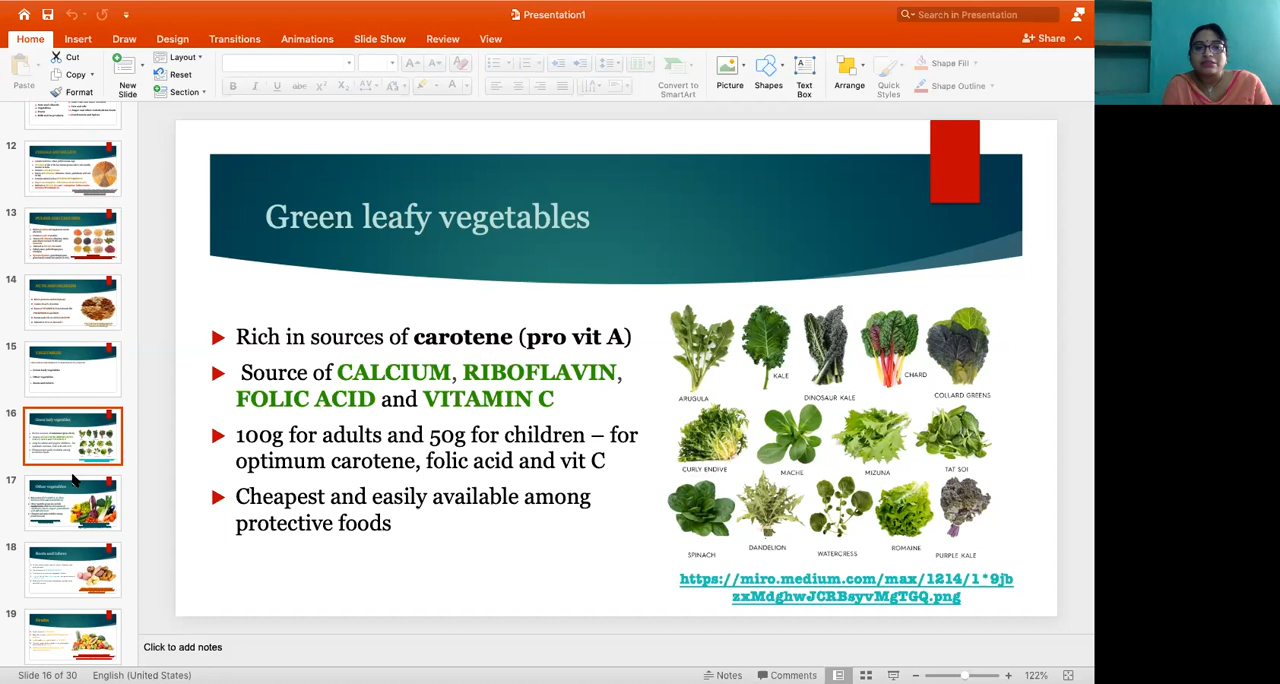 Presentation1
Search in Presentation
Home Insert Draw Design Transitions Animations Slide Show Review View
Share
Paste
Cut
Copy
Format
New
Slide
Layout
Reset
Section
Convert to
SmartArt
Picture
Shapes
Text
Box
Arrange
Quick
Styles
Shape Fill
Shape Outline
12
13
14
15
16
17
18
19
Green leafy vegetables
Rich in sources of carotene (pro vit A)
Source of CALCIUM, RIBOFLAVIN,
FOLIC ACID and VITAMIN C
100g for adults and 50g for children – for
optimum carotene, folic acid and vit C
Cheapest and easily available among
protective foods
ARUGULA
KALE
DINOSAUR KALE
CHARD
COLLARD GREENS
CURLY ENDIVE
MACHE
MIZUNA
TAT SOI
SPINACH
DANDELION
WATERCRESS
ROMAINE
PURPLE KALE
https://miro.medium.com/max/1214/1*9jb
zxMdghwJCRBsyvMgTGQ.png
Click to add notes
Slide 16 of 30
English (United States)
Notes
Comments
122%